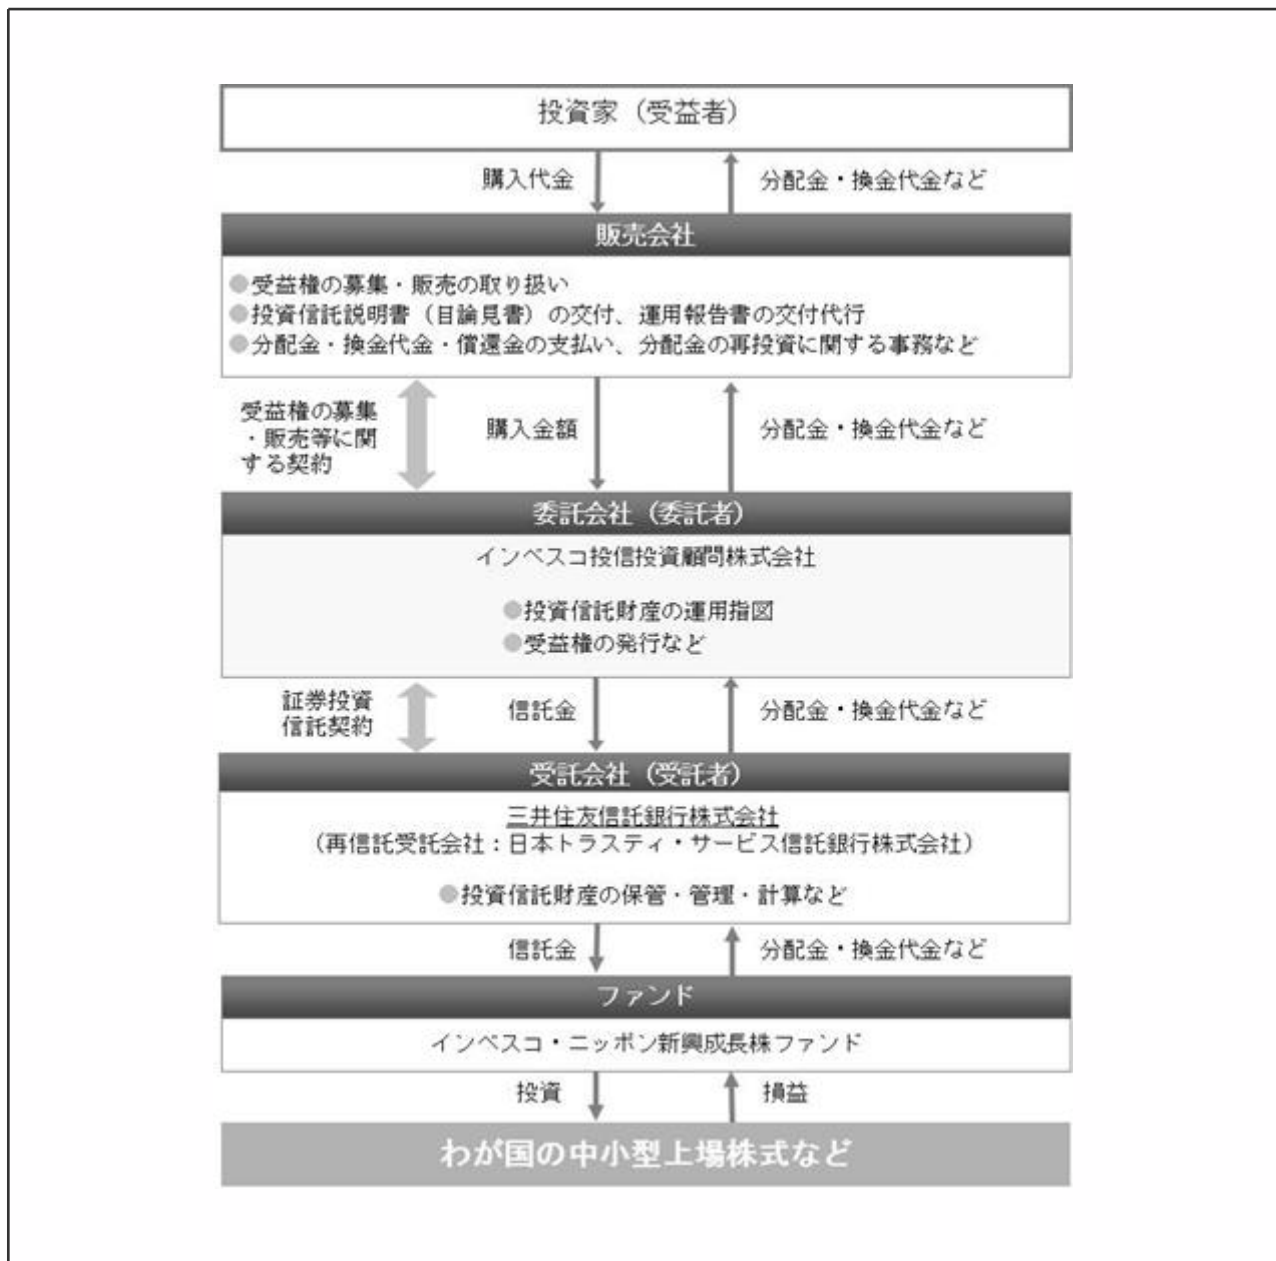 投資家（受益者）
購入代金
分配金・換金代金など
販売会社
●受益権の募集・販売の取り扱い
●投資信託説明書（目論見書）の交付、運用報告書の交付代行
●分配金・換金代金・償還金の支払い、分配金の再投資に関する事務など
受益権の募集
・販売等に関
する契約
購入金額
分配金・換金代金など
委託会社（委託者）
インベスコ投信投資顧問株式会社
●投資信託財産の運用指図
●受益権の発行など
証券投資
信託契約
信託金
分配金・換金代金など
受託会社（受託者）
三井住友信託銀行株式会社
（再信託受託会社：日本トラスティ・サービス信託銀行株式会社）
●投資信託財産の保管・管理・計算など
信託金
分配金・換金代金など
ファンド
インベスコ・ニッポン新興成長株ファンド
投資
損益
わが国の中小型上場株式など